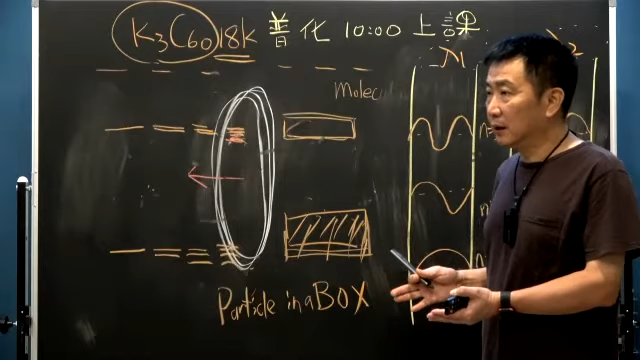 K3C60 18K 普化 10:00 上課
Molec
n=
n
n
Particle in a BOX